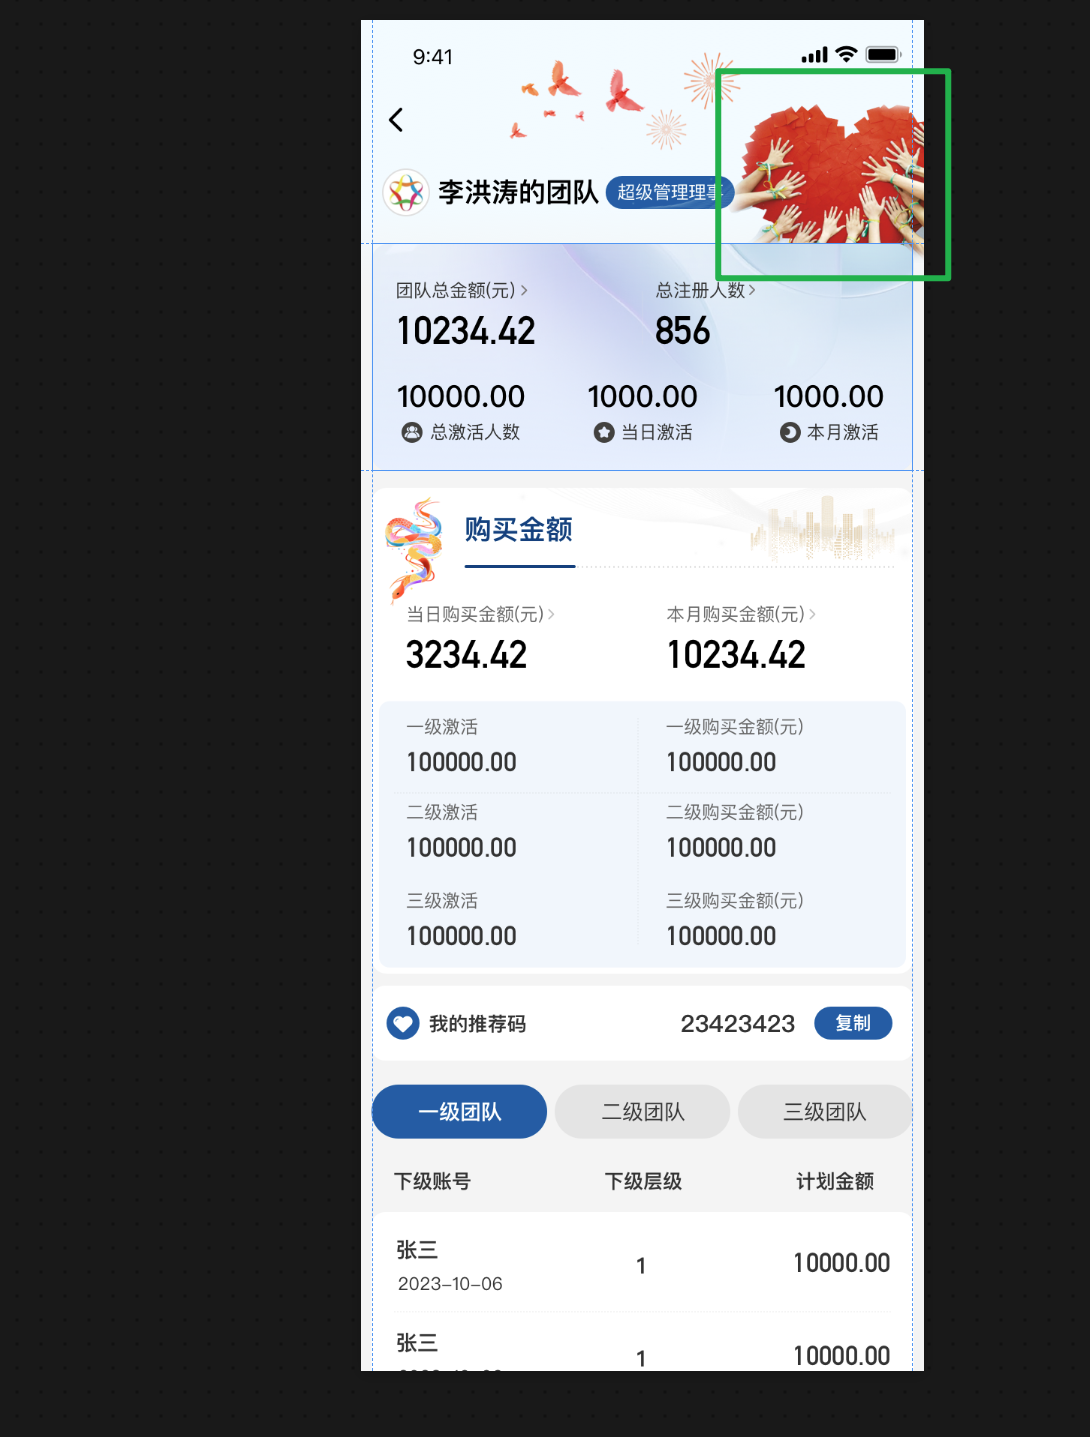 9:41
李洪涛的团队 超级管理理事
团队总金额(元) 总注册人数
10234.42 856
10000.00 1000.00 1000.00
总激活人数 当日激活 本月激活
购买金额
当日购买金额(元) 本月购买金额(元)
3234.42 10234.42
一级激活 一级购买金额(元)
100000.00 100000.00
二级激活 二级购买金额(元)
100000.00 100000.00
三级激活 三级购买金额(元)
100000.00 100000.00
我的推荐码 23423423 复制
一级团队 二级团队 三级团队
下级账号 下级层级 计划金额
张三 1 10000.00
2023-10-06
张三 1 10000.00